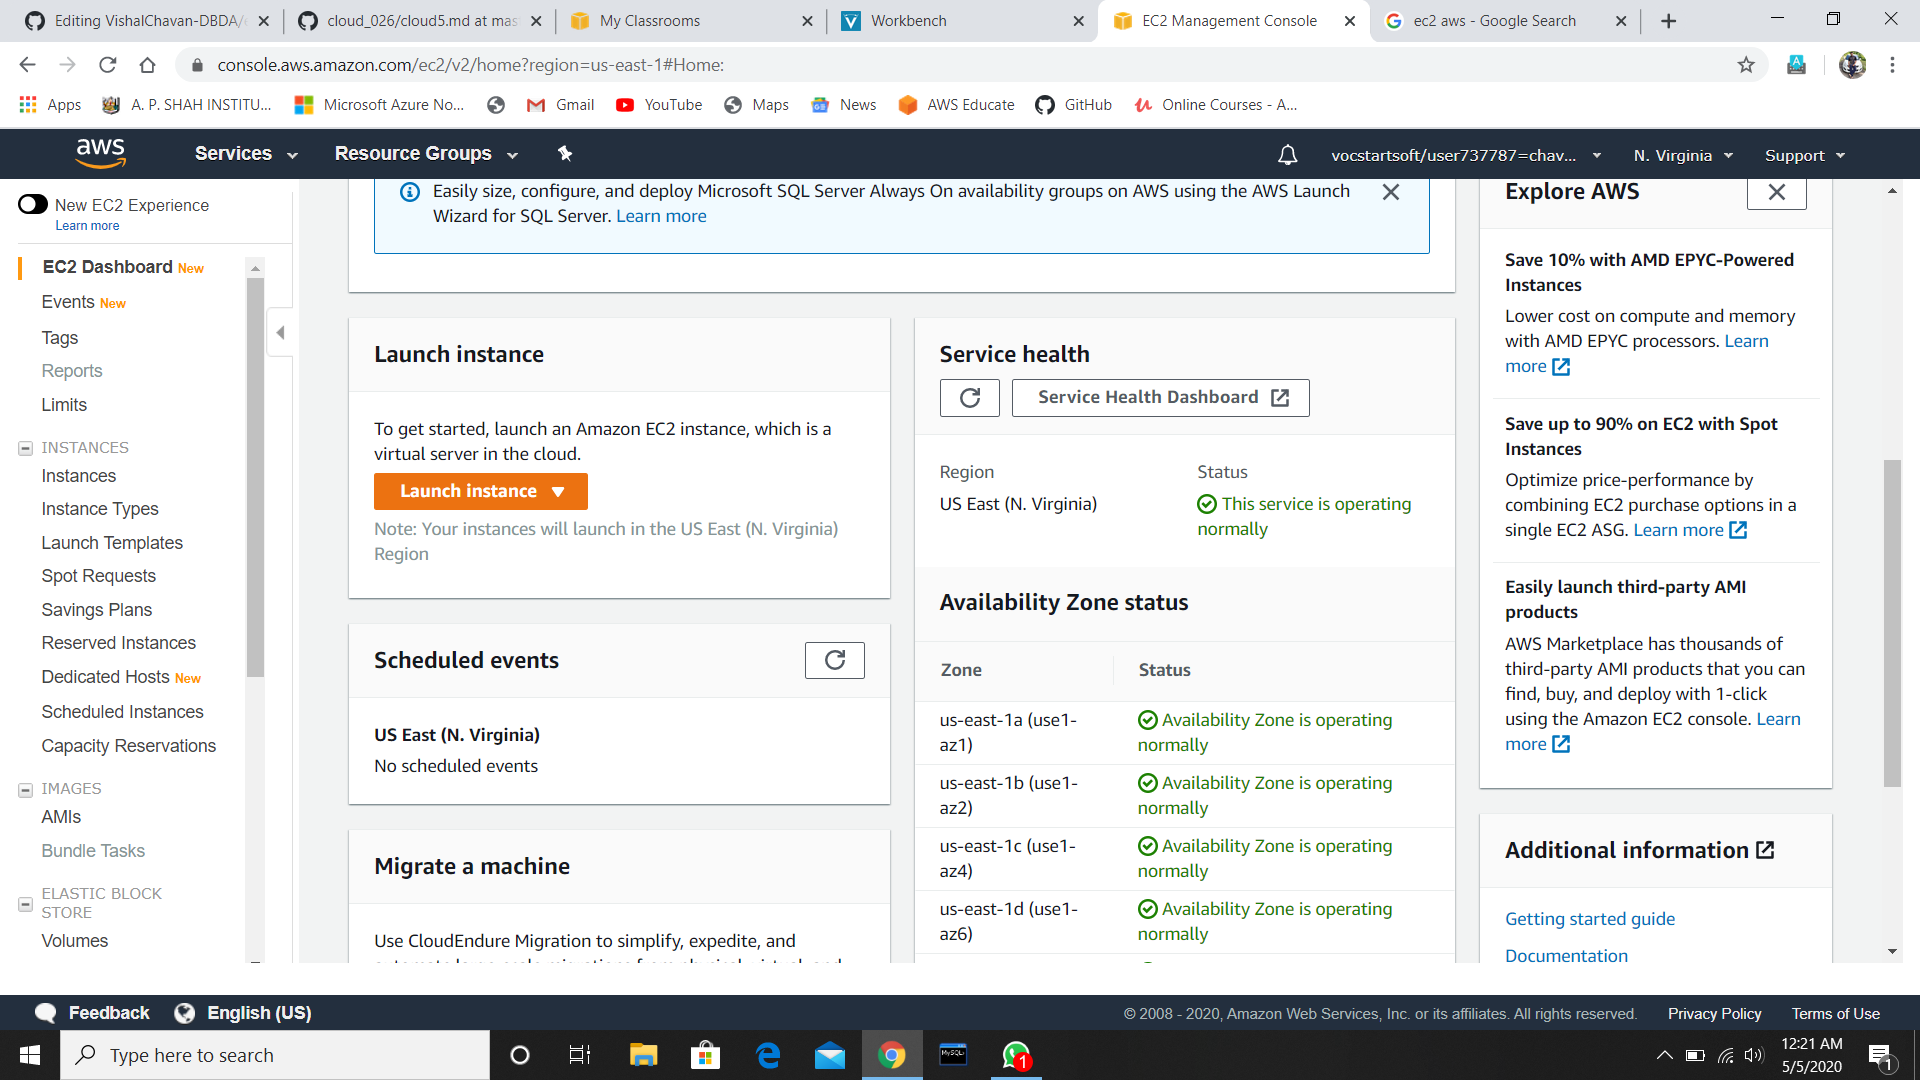 Editing VishalChavan-DBDA/
cloud_026/cloud5.md at mas
My Classrooms
Workbench
EC2 Management Console
ec2 aws - Google Search
console.aws.amazon.com/ec2/v2/home?region=us-east-1#Home:
Apps
A. P. SHAH INSTITU...
Microsoft Azure No...
Gmail
YouTube
Maps
News
AWS Educate
GitHub
Online Courses - A...
aws
Services
Resource Groups
vocstartsoft/user737787=chav...
N. Virginia
Support
New EC2 Experience
Learn more
EC2 Dashboard New
Events New
Tags
Reports
Limits
INSTANCES
Instances
Instance Types
Launch Templates
Spot Requests
Savings Plans
Reserved Instances
Dedicated Hosts New
Scheduled Instances
Capacity Reservations
IMAGES
AMIs
Bundle Tasks
ELASTIC BLOCK
STORE
Volumes
Easily size, configure, and deploy Microsoft SQL Server Always On availability groups on AWS using the AWS Launch
Wizard for SQL Server. Learn more
Launch instance
To get started, launch an Amazon EC2 instance, which is a
virtual server in the cloud.
Launch instance
Note: Your instances will launch in the US East (N. Virginia)
Region
Scheduled events
US East (N. Virginia)
No scheduled events
Migrate a machine
Use CloudEndure Migration to simplify, expedite, and
Service health
Service Health Dashboard
Region
Status
US East (N. Virginia)
This service is operating
normally
Availability Zone status
Zone
Status
us-east-1a (use1-
az1)
Availability Zone is operating
normally
us-east-1b (use1-
az2)
Availability Zone is operating
normally
us-east-1c (use1-
az4)
Availability Zone is operating
normally
us-east-1d (use1-
az6)
Availability Zone is operating
normally
Explore AWS
Save 10% with AMD EPYC-Powered
Instances
Lower cost on compute and memory
with AMD EPYC processors. Learn
more
Save up to 90% on EC2 with Spot
Instances
Optimize price-performance by
combining EC2 purchase options in a
single EC2 ASG. Learn more
Easily launch third-party AMI
products
AWS Marketplace has thousands of
third-party AMI products that you can
find, buy, and deploy with 1-click
using the Amazon EC2 console. Learn
more
Additional information
Getting started guide
Documentation
Feedback
English (US)
© 2008 - 2020, Amazon Web Services, Inc. or its affiliates. All rights reserved.
Privacy Policy
Terms of Use
Type here to search
1
12:21 AM
5/5/2020
1